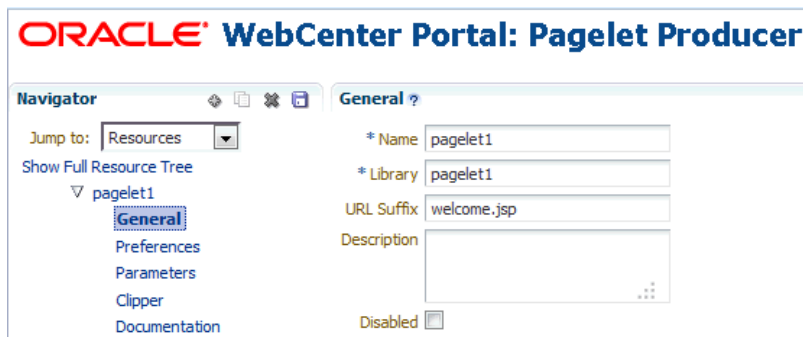 ORACLE WebCenter Portal: Pagelet Producer
Navigator
Jump to: Resources
Show Full Resource Tree
pagelet1
General
Preferences
Parameters
Clipper
Documentation
General ?
* Name pagelet1
* Library pagelet1
URL Suffix welcome.jsp
Description
Disabled